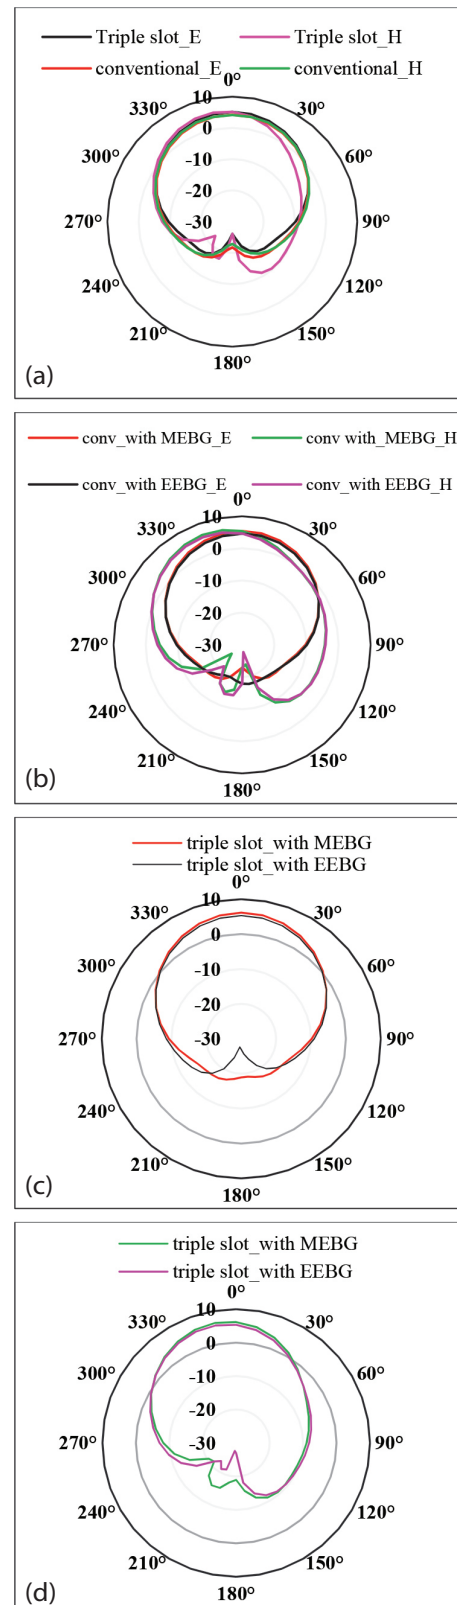 Triple slot_E Triple slot_H
conventional_E conventional_H
0°
10
330° 30°
0
300° 60°
-10
-20
270° -30 90°
240° 120°
210° 150°
180°
(a)
conv_with MEBG_E conv with_MEBG_H
conv_with EEBG_E conv_with EEBG_H
0°
10
330° 30°
0
300° 60°
-10
-20
270° -30 90°
240° 120°
210° 150°
180°
(b)
triple slot_with MEBG
triple slot_with EEBG
0°
10
330° 30°
0
300° 60°
-10
-20
270° -30 90°
240° 120°
210° 150°
180°
(c)
triple slot_with MEBG
triple slot_with EEBG
0°
10
330° 30°
0
300° 60°
-10
-20
270° -30 90°
240° 120°
210° 150°
180°
(d)